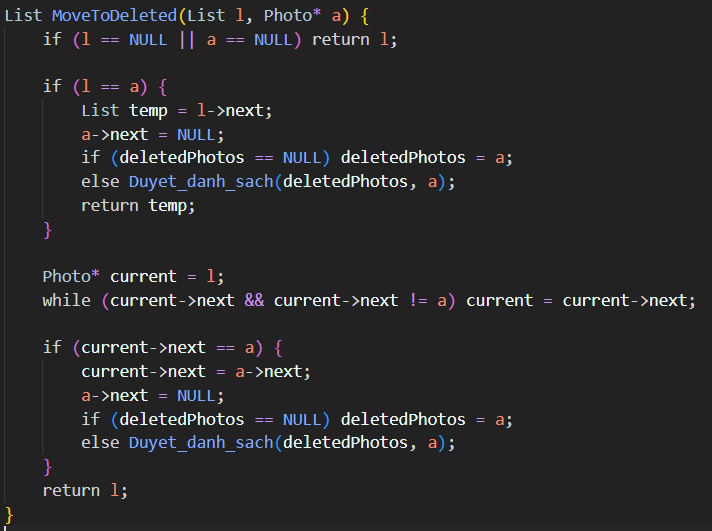 List MoveToDeleted(List l, Photo* a) {
    if (l == NULL || a == NULL) return l;

    if (l == a) {
        List temp = l->next;
        a->next = NULL;
        if (deletedPhotos == NULL) deletedPhotos = a;
        else Duyet_danh_sach(deletedPhotos, a);
        return temp;
    }

    Photo* current = l;
    while (current->next && current->next != a) current = current->next;

    if (current->next == a) {
        current->next = a->next;
        a->next = NULL;
        if (deletedPhotos == NULL) deletedPhotos = a;
        else Duyet_danh_sach(deletedPhotos, a);
    }
    return l;
}